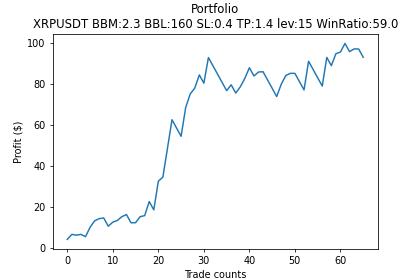 Portfolio
XRPUSDT BBM:2.3 BBL:160 SL:0.4 TP:1.4 lev:15 WinRatio:59.0
100
80
60
40
20
0
Profit ($)
0 10 20 30 40 50 60
Trade counts